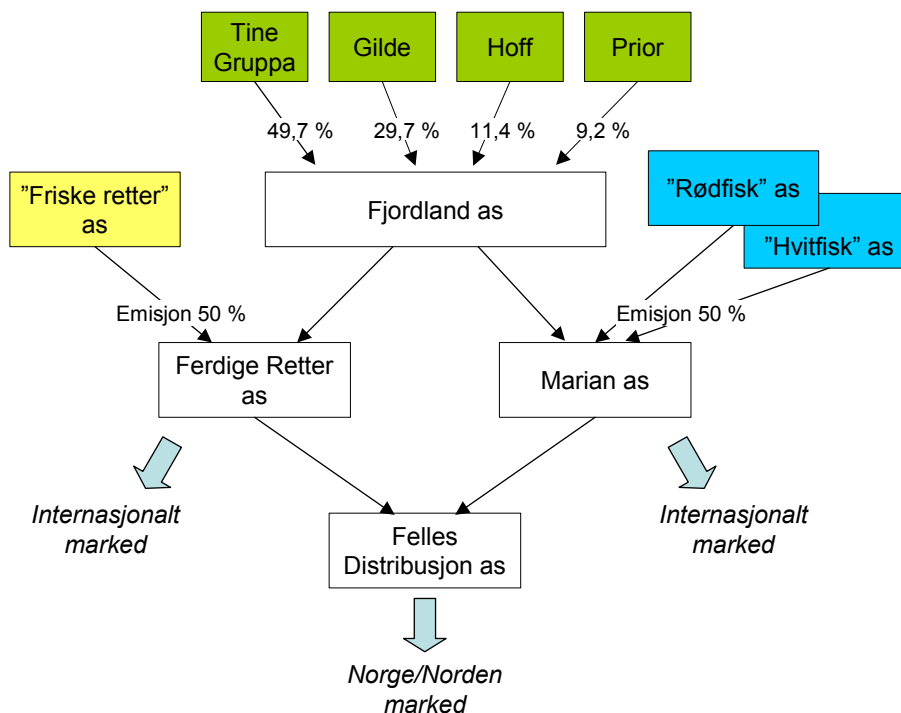 Tine
Gruppa
Gilde
Hoff
Prior
49,7 %
29,7 %
11,4 %
9,2 %
”Friske retter”
as
Fjordland as
”Rødfisk” as
”Hvitfisk” as
Emisjon 50 %
Emisjon 50 %
Ferdige Retter
as
Marian as
Internasjonalt
marked
Internasjonalt
marked
Felles
Distribusjon as
Norge/Norden
marked